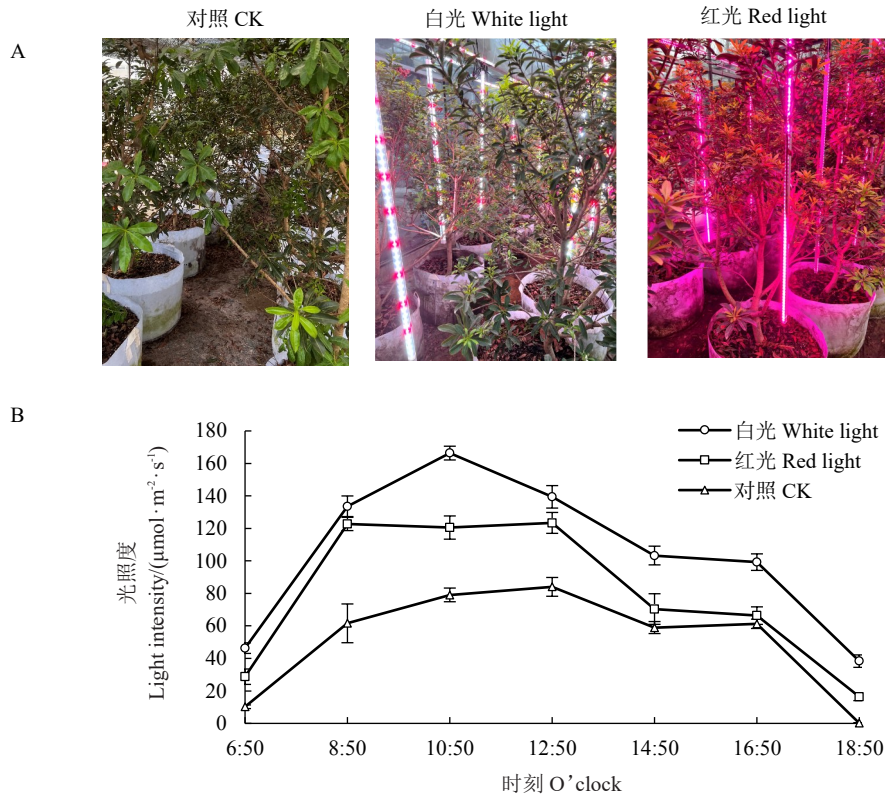 对照 CK
白光 White light
红光 Red light
A
B
白光 White light
红光 Red light
对照 CK
光照度
Light intensity/(μmol·m⁻²·s⁻¹)
180
160
140
120
100
80
60
40
20
0
6:50 8:50 10:50 12:50 14:50 16:50 18:50
时刻 O’clock